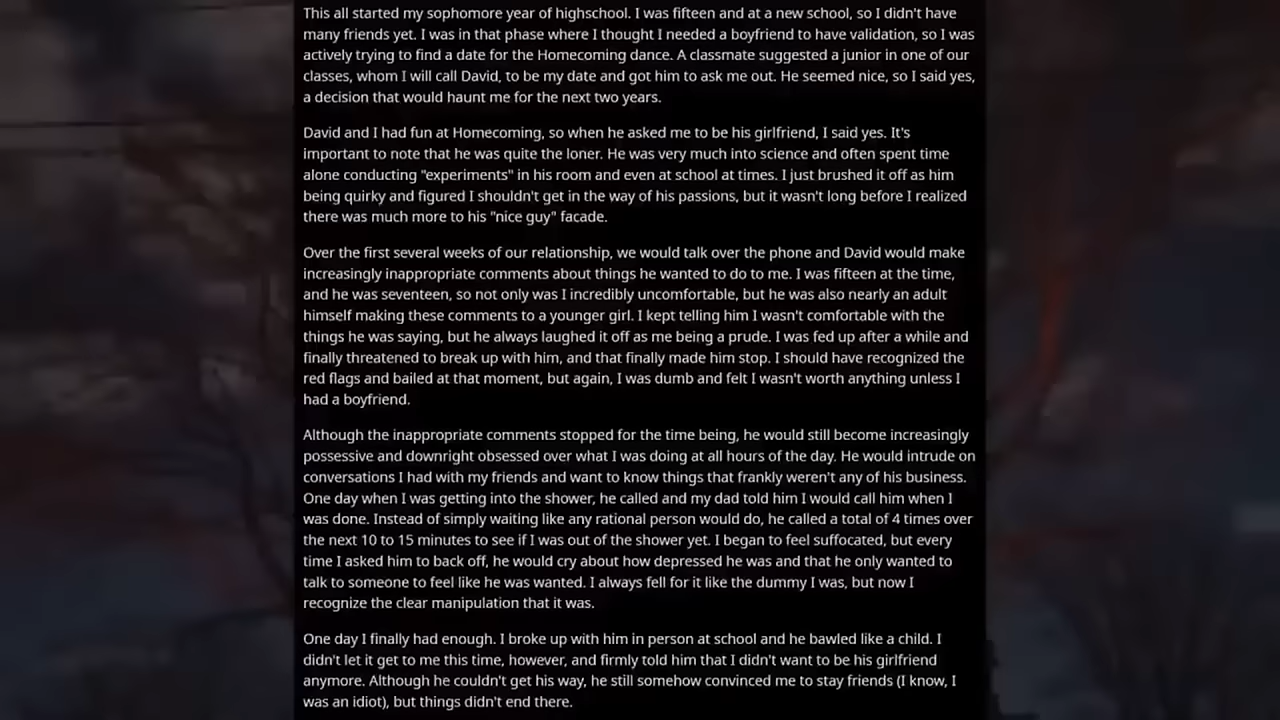 This all started my sophomore year of highschool. I was fifteen and at a new school, so I didn't have
many friends yet. I was in that phase where I thought I needed a boyfriend to have validation, so I was
actively trying to find a date for the Homecoming dance. A classmate suggested a junior in one of our
classes, whom I will call David, to be my date and got him to ask me out. He seemed nice, so I said yes,
a decision that would haunt me for the next two years.
David and I had fun at Homecoming, so when he asked me to be his girlfriend, I said yes. It's
important to note that he was quite the loner. He was very much into science and often spent time
alone conducting "experiments" in his room and even at school at times. I just brushed it off as him
being quirky and figured I shouldn't get in the way of his passions, but it wasn't long before I realized
there was much more to his "nice guy" facade.
Over the first several weeks of our relationship, we would talk over the phone and David would make
increasingly inappropriate comments about things he wanted to do to me. I was fifteen at the time,
and he was seventeen, so not only was I incredibly uncomfortable, but he was also nearly an adult
himself making these comments to a younger girl. I kept telling him I wasn't comfortable with the
things he was saying, but he always laughed it off as me being a prude. I was fed up after a while and
finally threatened to break up with him, and that finally made him stop. I should have recognized the
red flags and bailed at that moment, but again, I was dumb and felt I wasn't worth anything unless I
had a boyfriend.
Although the inappropriate comments stopped for the time being, he would still become increasingly
possessive and downright obsessed over what I was doing at all hours of the day. He would intrude on
conversations I had with my friends and want to know things that frankly weren't any of his business.
One day when I was getting into the shower, he called and my dad told him I would call him when I
was done. Instead of simply waiting like any rational person would do, he called a total of 4 times over
the next 10 to 15 minutes to see if I was out of the shower yet. I began to feel suffocated, but every
time I asked him to back off, he would cry about how depressed he was and that he only wanted to
talk to someone to feel like he was wanted. I always fell for it like the dummy I was, but now I
recognize the clear manipulation that it was.
One day I finally had enough. I broke up with him in person at school and he bawled like a child. I
didn't let it get to me this time, however, and firmly told him that I didn't want to be his girlfriend
anymore. Although he couldn't get his way, he still somehow convinced me to stay friends (I know, I
was an idiot), but things didn't end there.